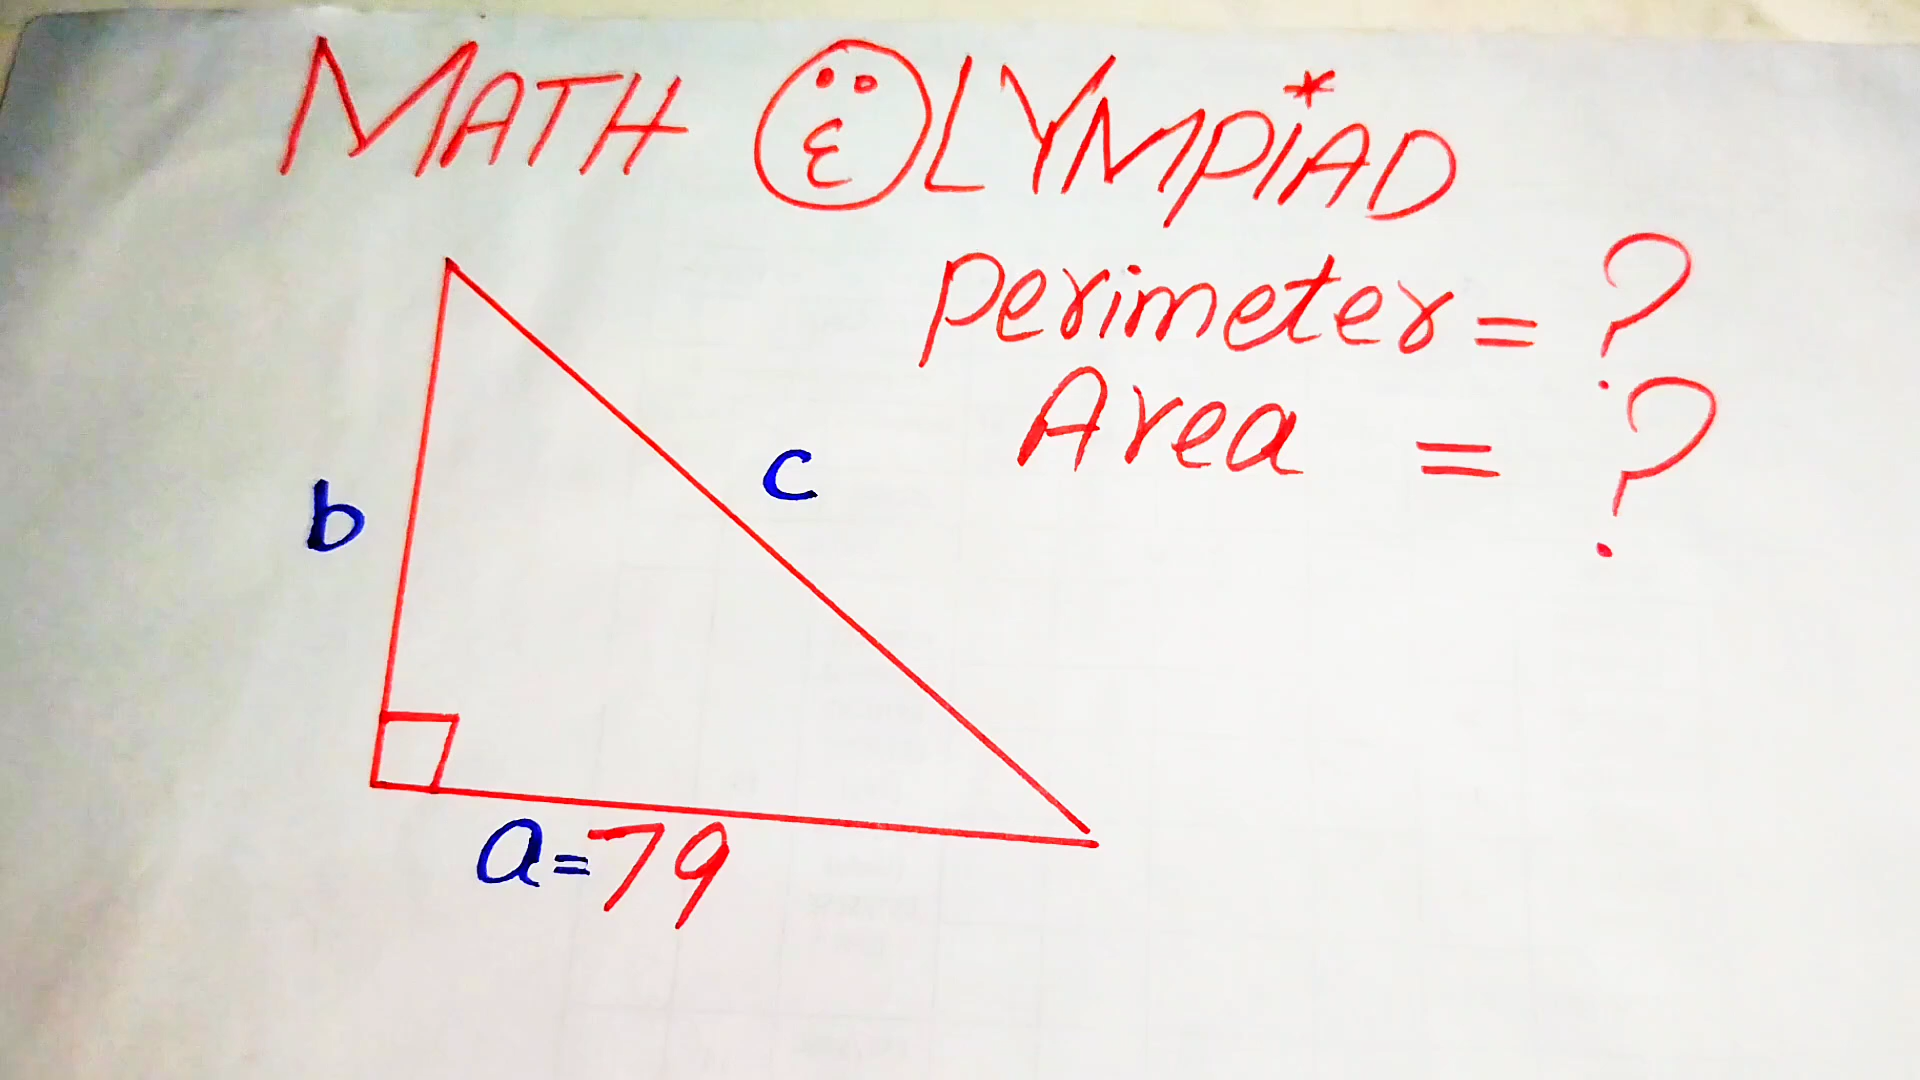 MATH OLYMPIAD
perimeter = ?
Area = ?
b
c
a=79